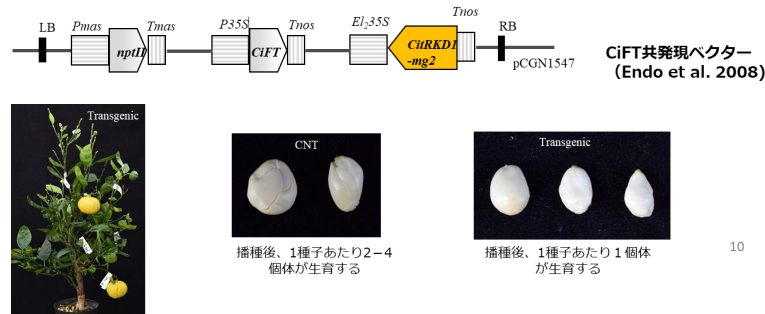 LB
Pmas
nptII
Tmas
P35S
CiFT
Tnos
El₂35S
CitRKD1
-mg2
Tnos
RB
pCGN1547
CiFT共発現ベクター
（Endo et al. 2008)
Transgenic
CNT
播種後、1種子あたり2−4
個体が生育する
Transgenic
播種後、1種子あたり１個体
が生育する
10